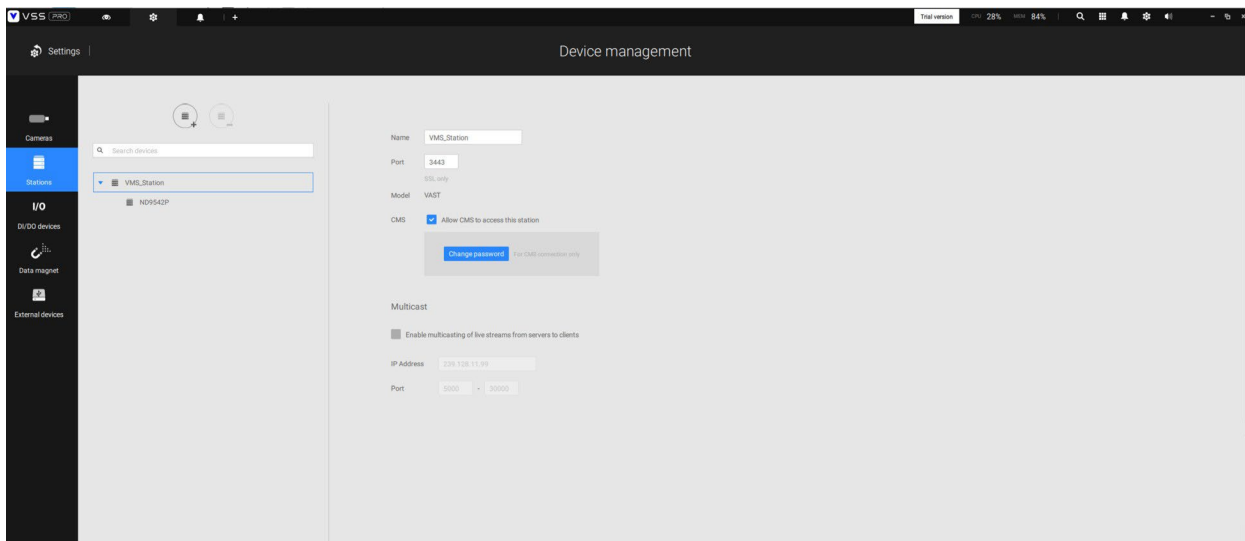 VSS PRO
Trial version CPU 28% MEM 84%
Settings
Device management
Cameras
Stations
I/O
DI/DO devices
Data magnet
External devices
Search devices
VMS_Station
ND9542P
Name VMS_Station
Port 3443
SSL only
Model VAST
CMS Allow CMS to access this station
Change password For CMS connection only
Multicast
Enable multicasting of live streams from servers to clients
IP Address 239.128.11.99
Port 5000 - 30000